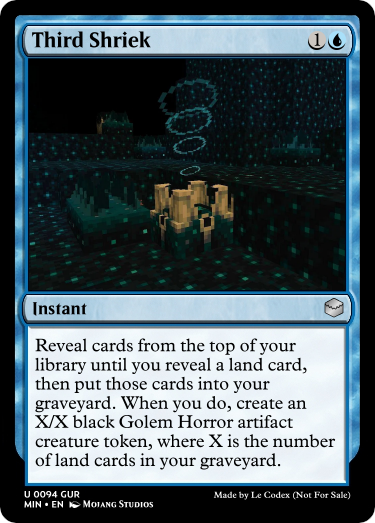 Third Shriek 1
Instant
Reveal cards from the top of your
library until you reveal a land card,
then put those cards into your
graveyard. When you do, create an
X/X black Golem Horror artifact
creature token, where X is the number
of land cards in your graveyard.
U 0094 GUR
MIN • EN Mojang Studios
Made by Le Codex (Not For Sale)